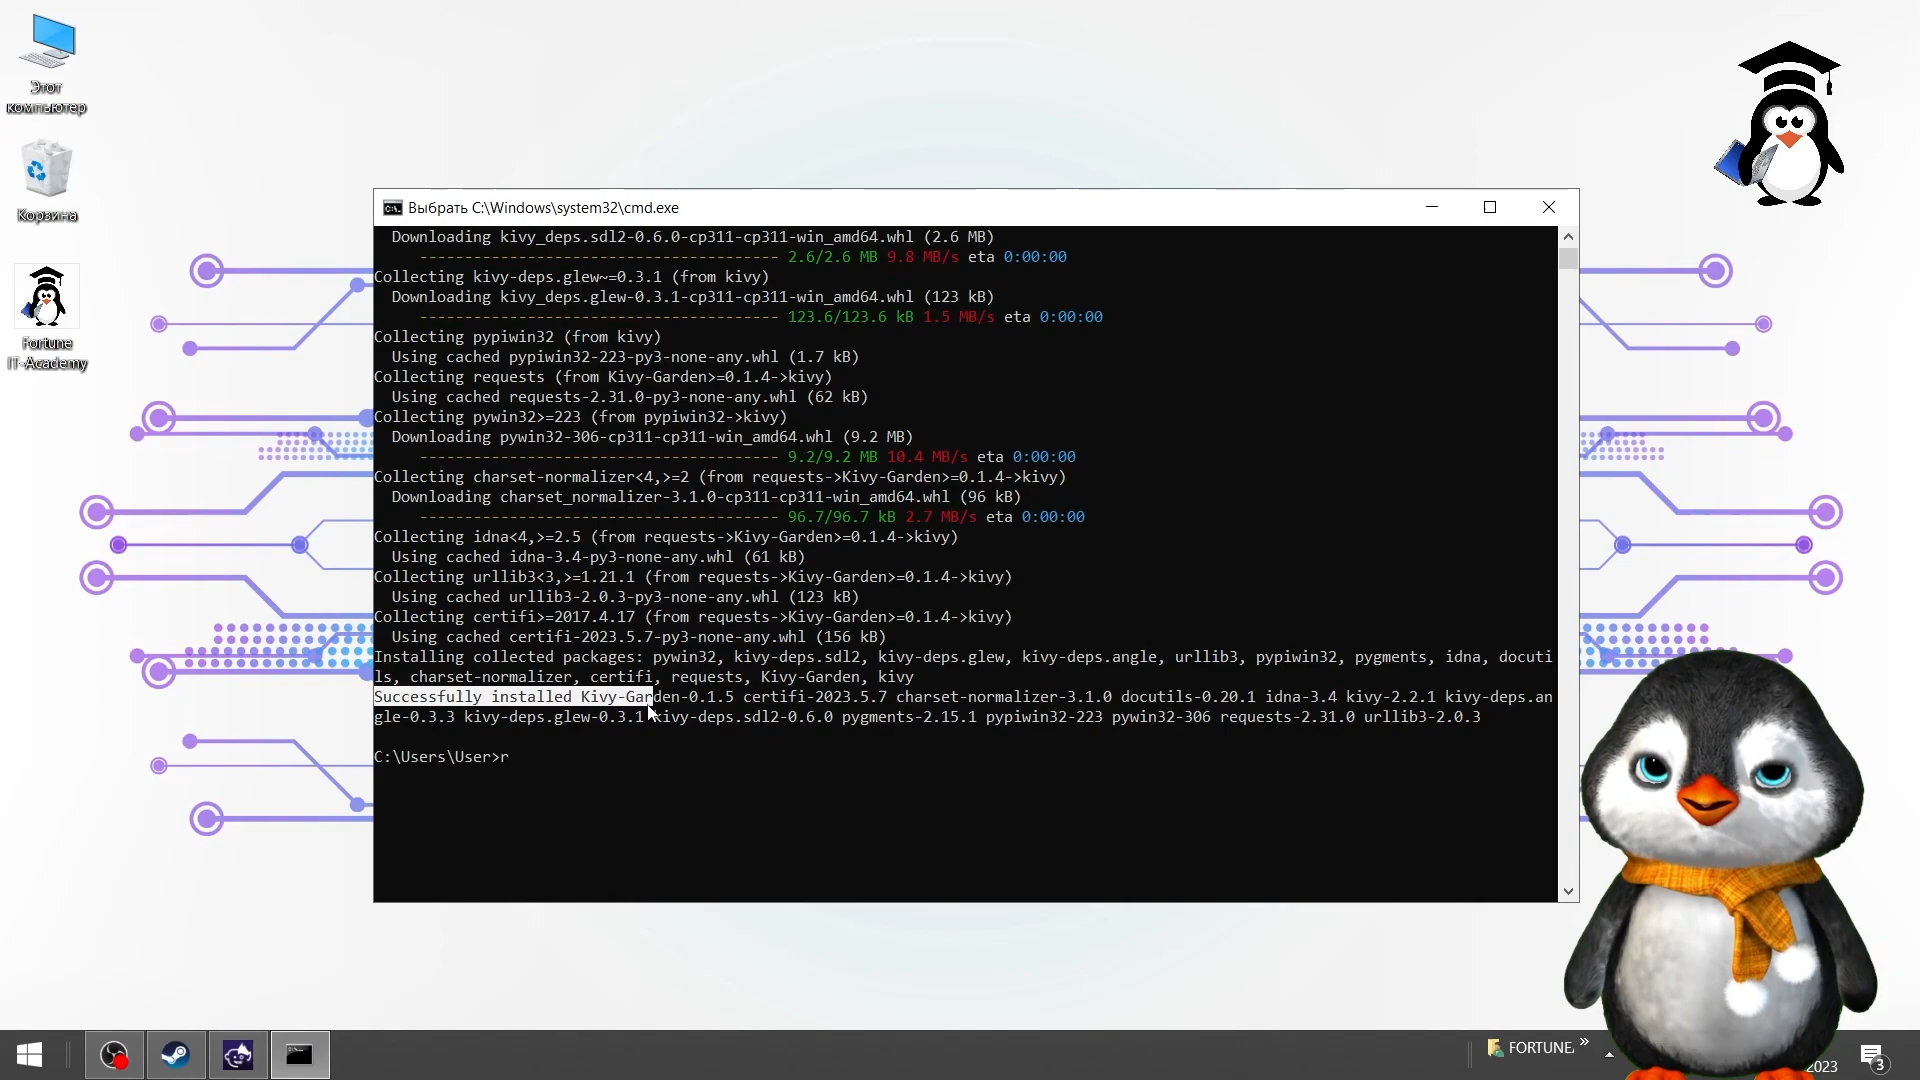 Этот
компьютер
Корзина
Fortune
IT-Academy
Выбрать C:\Windows\system32\cmd.exe
Downloading kivy_deps.sdl2-0.6.0-cp311-cp311-win_amd64.whl (2.6 MB)
---------------------------------------- 2.6/2.6 MB 9.8 MB/s eta 0:00:00
Collecting kivy-deps.glew~=0.3.1 (from kivy)
Downloading kivy_deps.glew-0.3.1-cp311-cp311-win_amd64.whl (123 kB)
---------------------------------------- 123.6/123.6 kB 1.5 MB/s eta 0:00:00
Collecting pypiwin32 (from kivy)
Using cached pypiwin32-223-py3-none-any.whl (1.7 kB)
Collecting requests (from Kivy-Garden>=0.1.4->kivy)
Using cached requests-2.31.0-py3-none-any.whl (62 kB)
Collecting pywin32>=223 (from pypiwin32->kivy)
Downloading pywin32-306-cp311-cp311-win_amd64.whl (9.2 MB)
---------------------------------------- 9.2/9.2 MB 10.4 MB/s eta 0:00:00
Collecting charset-normalizer<4,>=2 (from requests->Kivy-Garden>=0.1.4->kivy)
Downloading charset_normalizer-3.1.0-cp311-cp311-win_amd64.whl (96 kB)
---------------------------------------- 96.7/96.7 kB 2.7 MB/s eta 0:00:00
Collecting idna<4,>=2.5 (from requests->Kivy-Garden>=0.1.4->kivy)
Using cached idna-3.4-py3-none-any.whl (61 kB)
Collecting urllib3<3,>=1.21.1 (from requests->Kivy-Garden>=0.1.4->kivy)
Using cached urllib3-2.0.3-py3-none-any.whl (123 kB)
Collecting certifi>=2017.4.17 (from requests->Kivy-Garden>=0.1.4->kivy)
Using cached certifi-2023.5.7-py3-none-any.whl (156 kB)
Installing collected packages: pywin32, kivy-deps.sdl2, kivy-deps.glew, kivy-deps.angle, urllib3, pypiwin32, pygments, idna, docuti
ls, charset-normalizer, certifi, requests, Kivy-Garden, kivy
Successfully installed Kivy-Garden-0.1.5 certifi-2023.5.7 charset-normalizer-3.1.0 docutils-0.20.1 idna-3.4 kivy-2.2.1 kivy-deps.an
gle-0.3.3 kivy-deps.glew-0.3.1 kivy-deps.sdl2-0.6.0 pygments-2.15.1 pypiwin32-223 pywin32-306 requests-2.31.0 urllib3-2.0.3
C:\Users\User>r
FORTUNE
2023
3